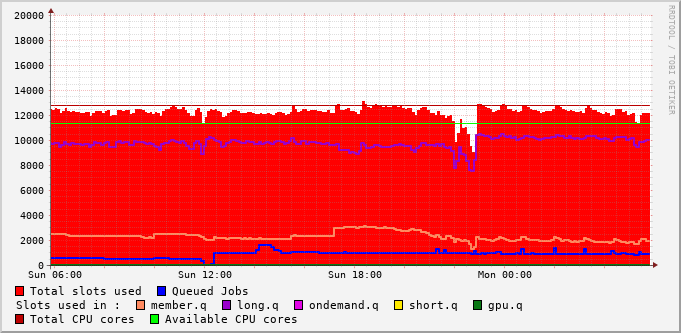 20000
18000
16000
14000
12000
10000
8000
6000
4000
2000
0
Sun 06:00 Sun 12:00 Sun 18:00 Mon 00:00
Total slots used Queued Jobs
Slots used in : member.q long.q ondemand.q short.q gpu.q
Total CPU cores Available CPU cores
RRDTOOL / TOBI OETIKER